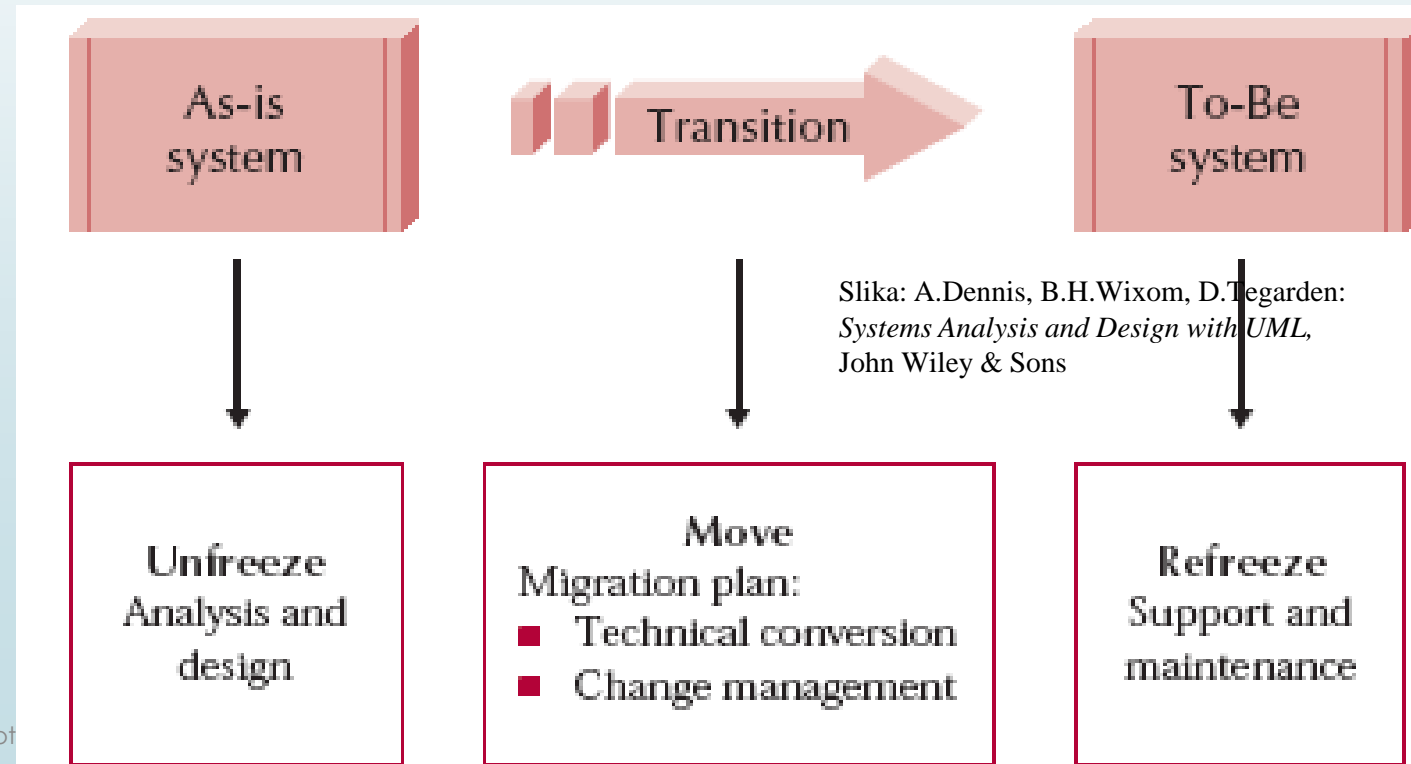 As-is
system
Transition
To-Be
system
Slika: A.Dennis, B.H.Wixom, D.Tegarden:
Systems Analysis and Design with UML,
John Wiley & Sons
Unfreeze
Analysis and
design
Move
Migration plan:
Technical conversion
Change management
Refreeze
Support and
maintenance